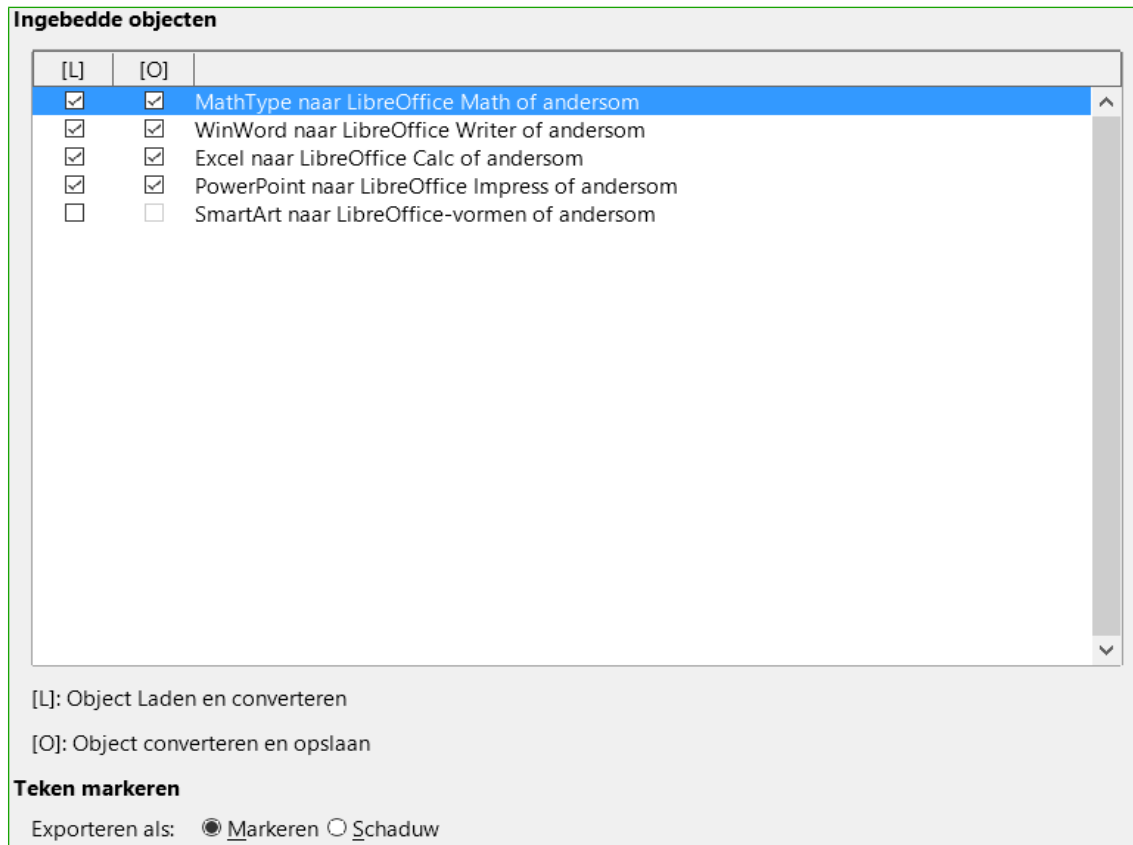 Ingebedde objecten
[L] [O]
MathType naar LibreOffice Math of andersom
WinWord naar LibreOffice Writer of andersom
Excel naar LibreOffice Calc of andersom
PowerPoint naar LibreOffice Impress of andersom
SmartArt naar LibreOffice-vormen of andersom
[L]: Object Laden en converteren
[O]: Object converteren en opslaan
Teken markeren
Exporteren als: Markeren Schaduw